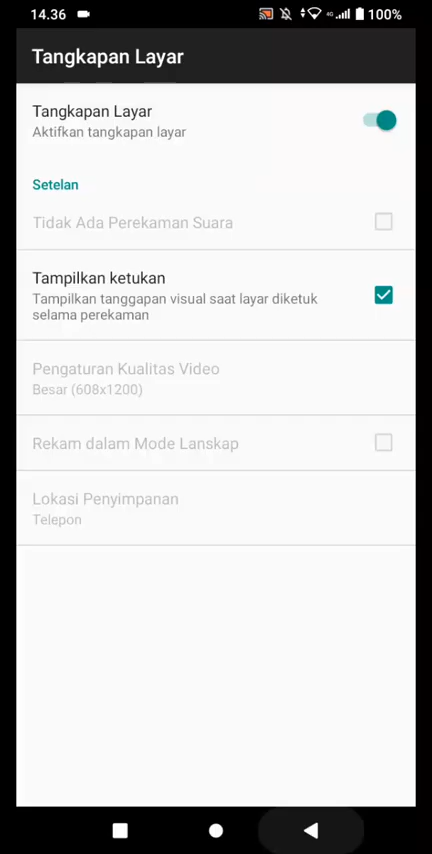 14.36
4G
100%
Tangkapan Layar
Tangkapan Layar
Aktifkan tangkapan layar
Setelan
Tidak Ada Perekaman Suara
Tampilkan ketukan
Tampilkan tanggapan visual saat layar diketuk
selama perekaman
Pengaturan Kualitas Video
Besar (608x1200)
Rekam dalam Mode Lanskap
Lokasi Penyimpanan
Telepon